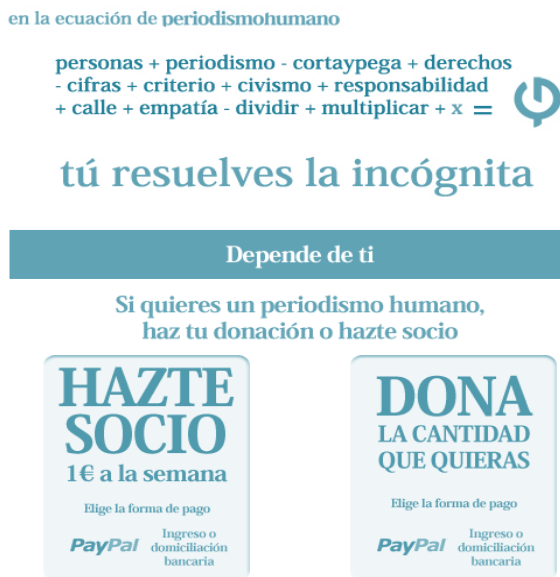 en la ecuación de periodismohumano
personas + periodismo - cortaypega + derechos
- cifras + criterio + civismo + responsabilidad
+ calle + empatía - dividir + multiplicar + x =
tú resuelves la incógnita
Depende de ti
Si quieres un periodismo humano,
haz tu donación o hazte socio
HAZTE
SOCIO
1€ a la semana
Elige la forma de pago
PayPal
Ingreso o
domiciliación
bancaria
DONA
LA CANTIDAD
QUE QUIERAS
Elige la forma de pago
PayPal
Ingreso o
domiciliación
bancaria